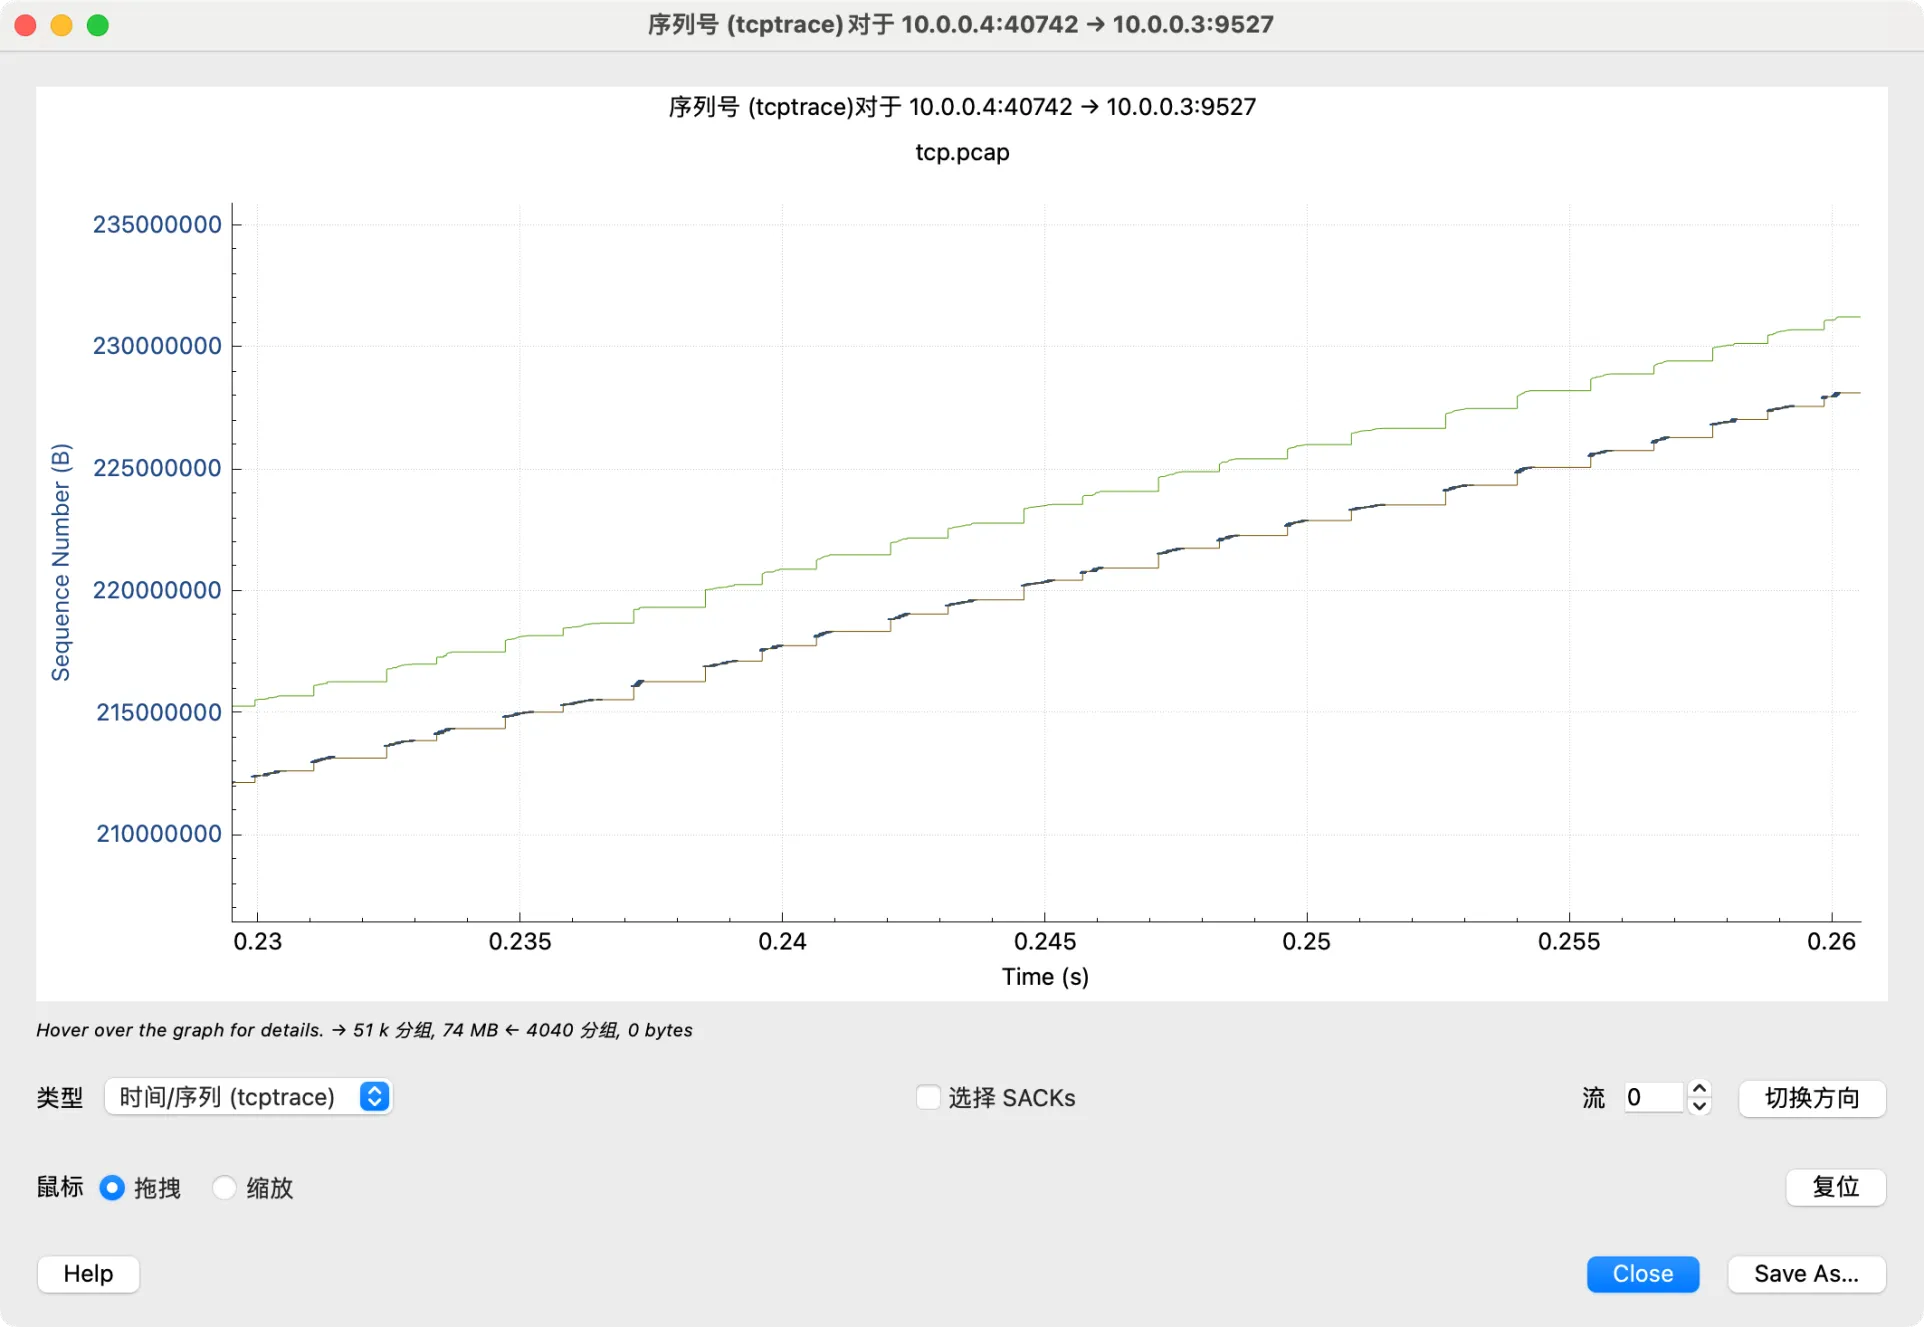 序列号 (tcptrace) 对于 10.0.0.4:40742 → 10.0.0.3:9527
序列号 (tcptrace)对于 10.0.0.4:40742 → 10.0.0.3:9527
tcp.pcap
235000000
230000000
225000000
220000000
215000000
210000000
Sequence Number (B)
0.23 0.235 0.24 0.245 0.25 0.255 0.26
Time (s)
Hover over the graph for details. → 51 k 分组, 74 MB ← 4040 分组, 0 bytes
类型 时间/序列 (tcptrace) 选择 SACKs 流 0 切换方向
鼠标 拖拽 缩放 复位
Help Close Save As...